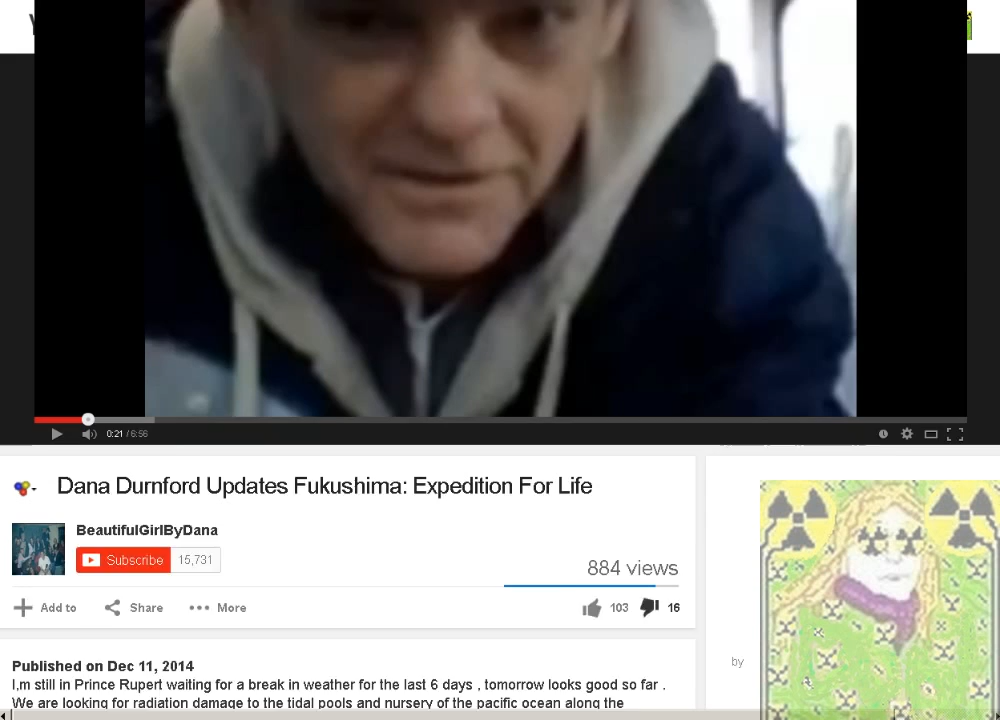 0:21 / 6:56
Dana Durnford Updates Fukushima: Expedition For Life
BeautifulGirlByDana
Subscribe 15,731
884 views
Add to Share More 103 16
Published on Dec 11, 2014
I,m still in Prince Rupert waiting for a break in weather for the last 6 days , tomorrow looks good so far .
We are looking for radiation damage to the tidal pools and nursery of the pacific ocean along the
by